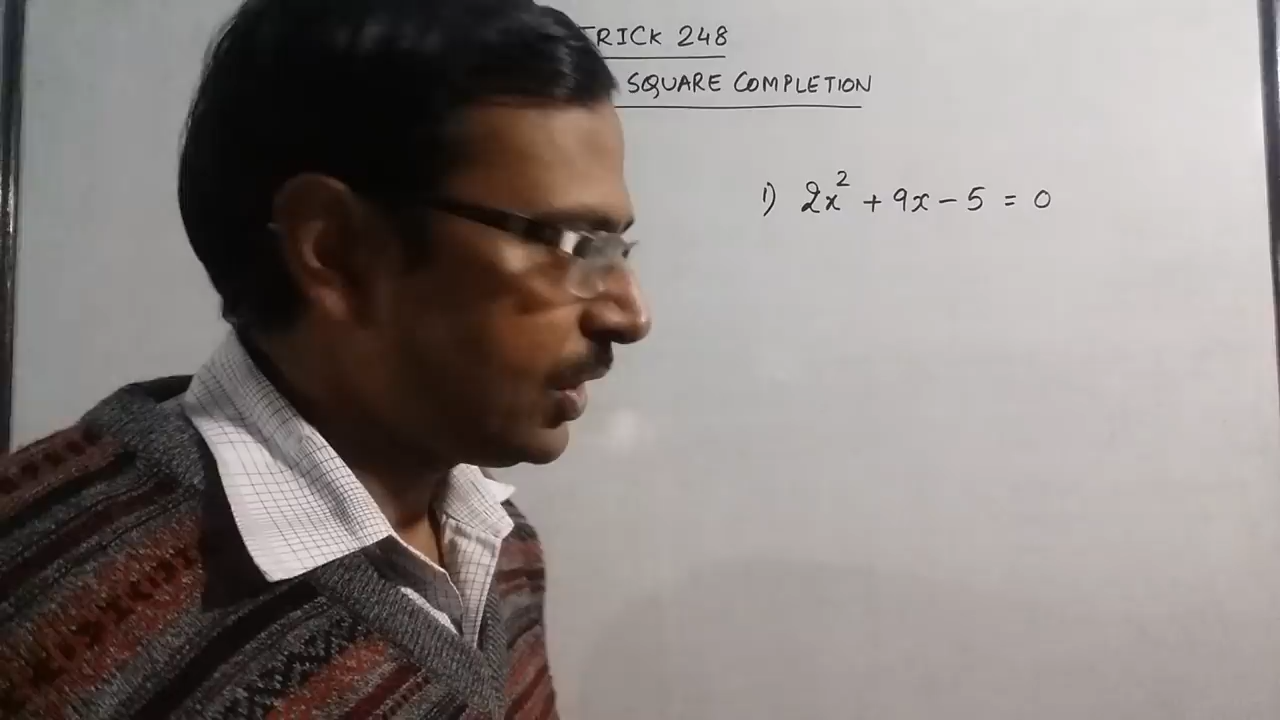 TRICK 248
SQUARE COMPLETION
1) 2x² + 9x - 5 = 0